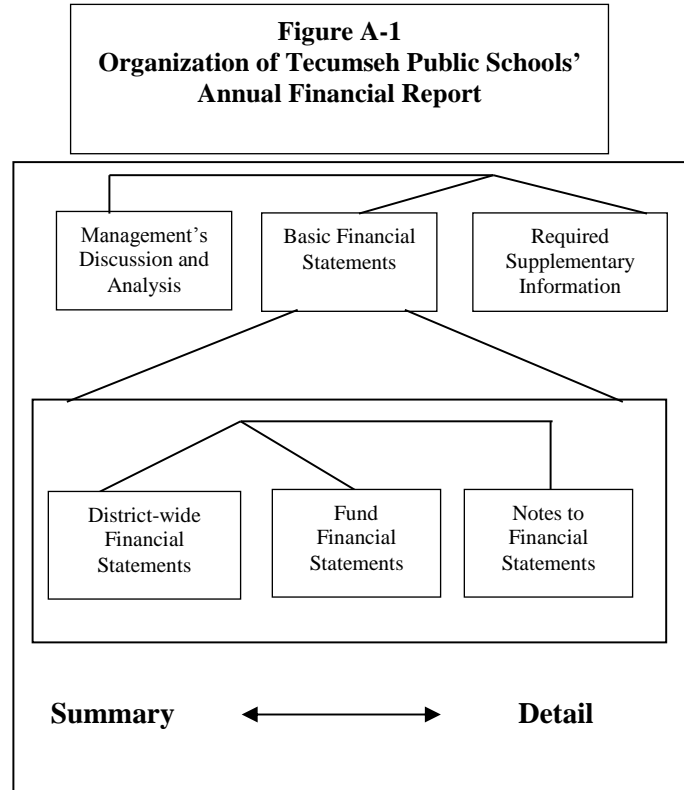 Figure A-1
Organization of Tecumseh Public Schools’
Annual Financial Report
Management’s
Discussion and
Analysis
Basic Financial
Statements
Required
Supplementary
Information
District-wide
Financial
Statements
Fund
Financial
Statements
Notes to
Financial
Statements
Summary
Detail